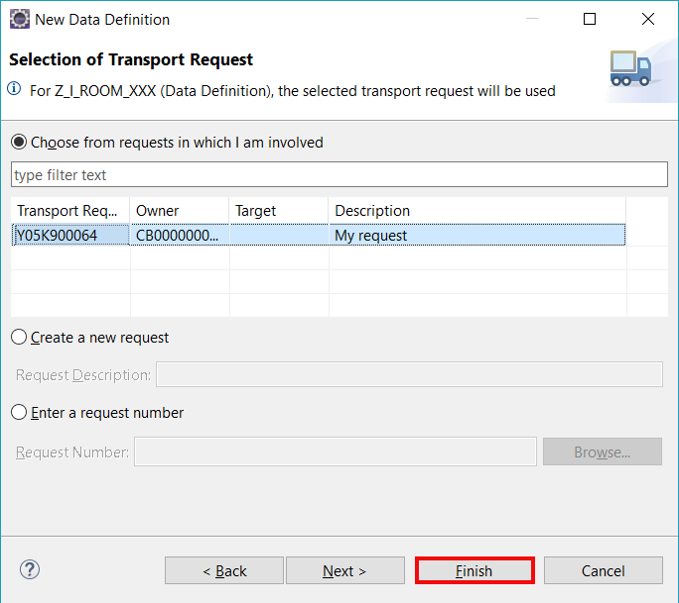 New Data Definition
Selection of Transport Request
For Z_I_ROOM_XXX (Data Definition), the selected transport request will be used
Choose from requests in which I am involved
type filter text
Transport Req... Owner Target Description
Y05K900064 CB0000000... My request
Create a new request
Request Description:
Enter a request number
Request Number: Browse...
? < Back Next > Finish Cancel